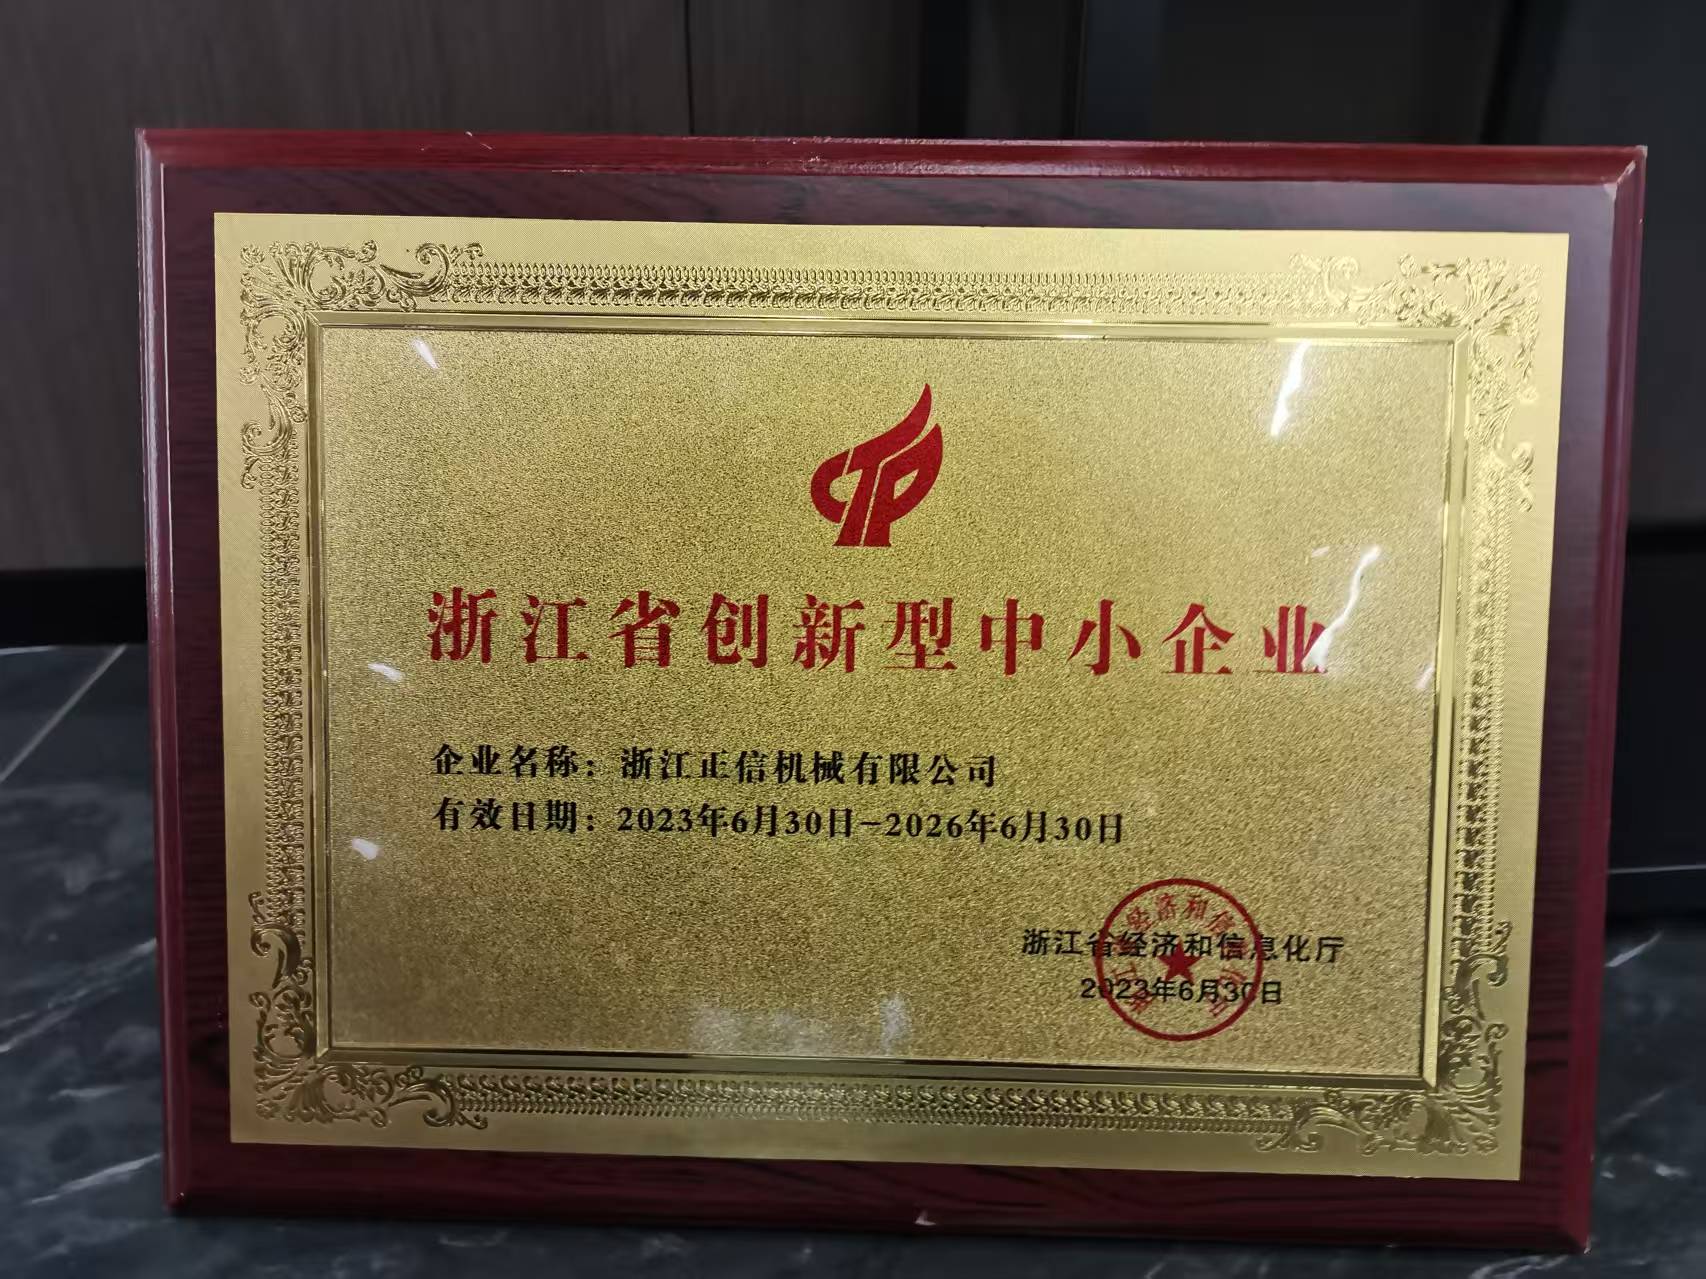 CTP
浙江省创新型中小企业
企业名称：浙江正信机械有限公司
有效日期：2023年6月30日-2026年6月30日
浙江省经济和信息化厅
2023年6月30日